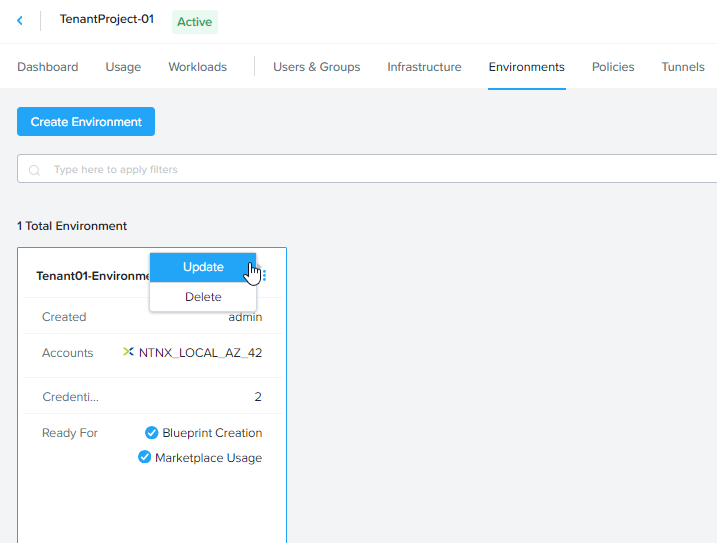 TenantProject-01 Active
Dashboard Usage Workloads Users & Groups Infrastructure Environments Policies Tunnels
Create Environment
Type here to apply filters
1 Total Environment
Tenant01-Environme
Update
Delete
Created admin
Accounts NTNX_LOCAL_AZ_42
Credenti... 2
Ready For Blueprint Creation
Marketplace Usage